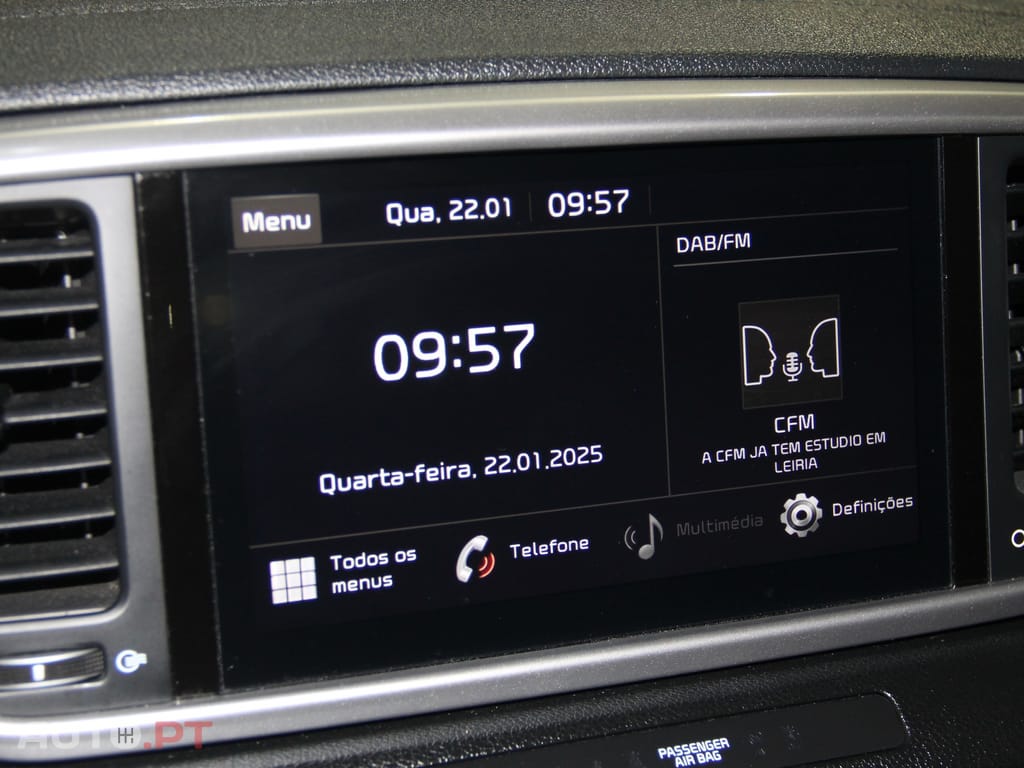 Menu
Qua, 22.01
09:57
DAB/FM
09:57
CFM
A CFM JA TEM ESTUDIO EM
LEIRIA
Quarta-feira, 22.01.2025
Todos os
menus
Telefone
Multimédia
Definições
PASSENGER
AIR BAG
AUTO.PT